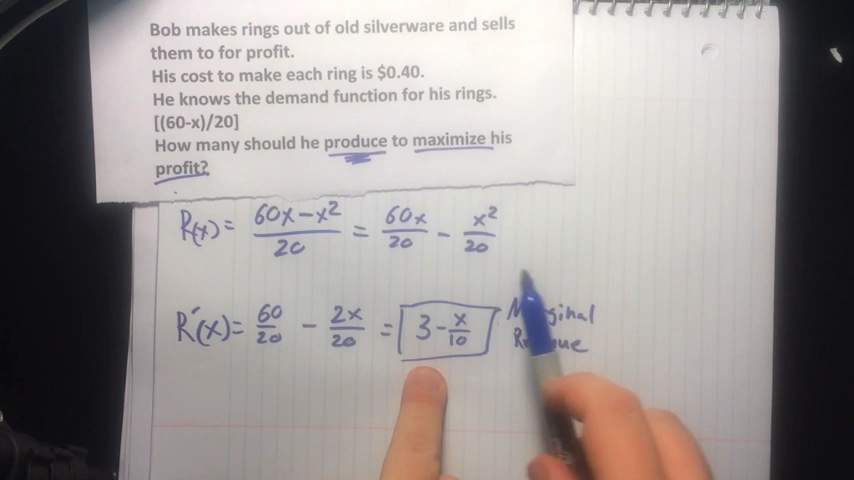 Bob makes rings out of old silverware and sells
them to for profit.
His cost to make each ring is $0.40.
He knows the demand function for his rings.
[(60-x)/20]
How many should he produce to maximize his
profit?
R(x) = 60x - x² / 20 = 60x / 20 - x² / 20
R'(x) = 60 / 20 - 2x / 20 = 3 - x / 10